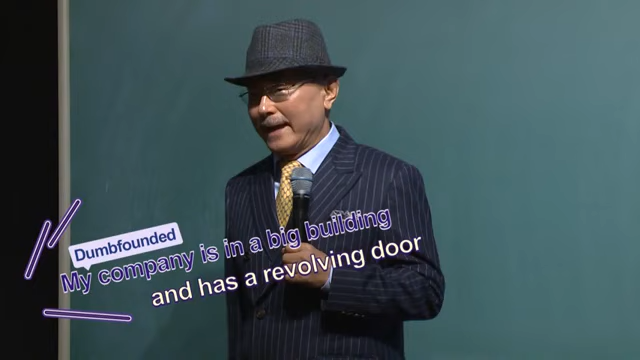 Dumbfounded
My company is in a big building
and has a revolving door